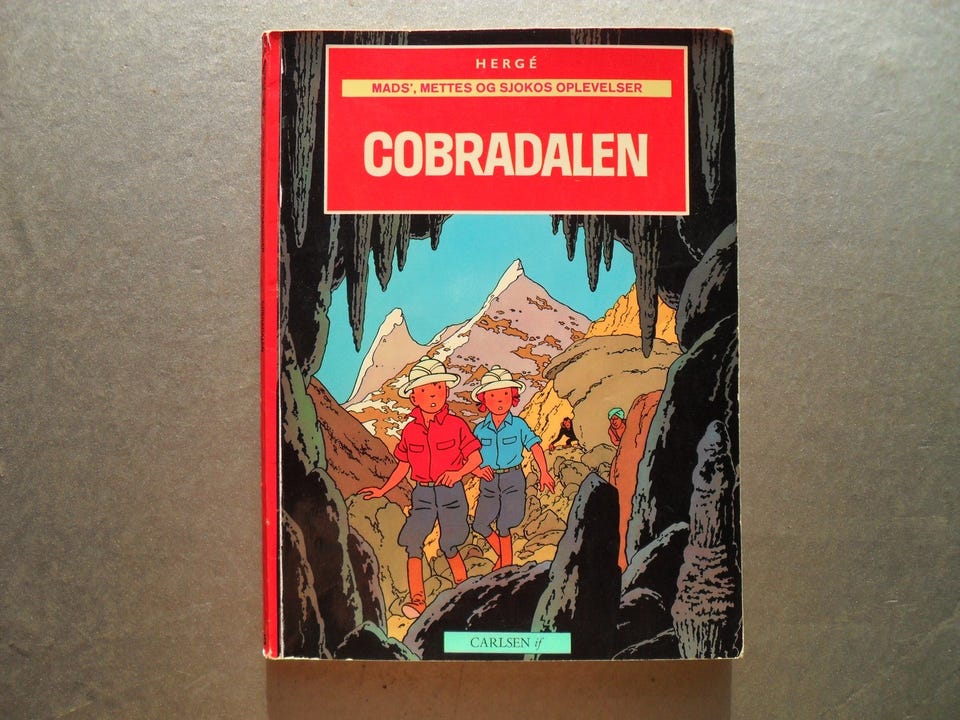 HERGÉ
MADS', METTES OG SJOKOS OPLEVELSER
COBRADALEN
CARLSEN if